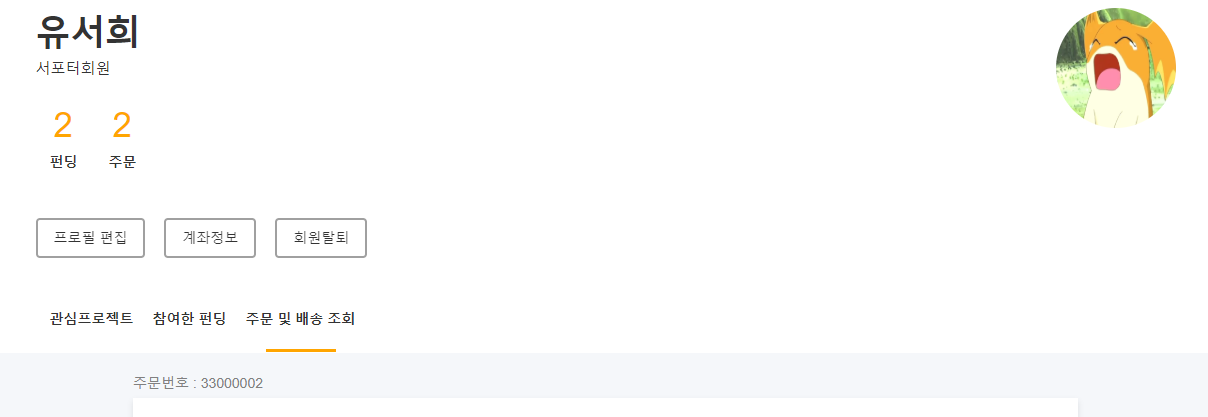 유서희
서포터회원
2 2
펀딩 주문
프로필 편집 계좌정보 회원탈퇴
관심프로젝트 참여한 펀딩 주문 및 배송 조회
주문번호 : 33000002